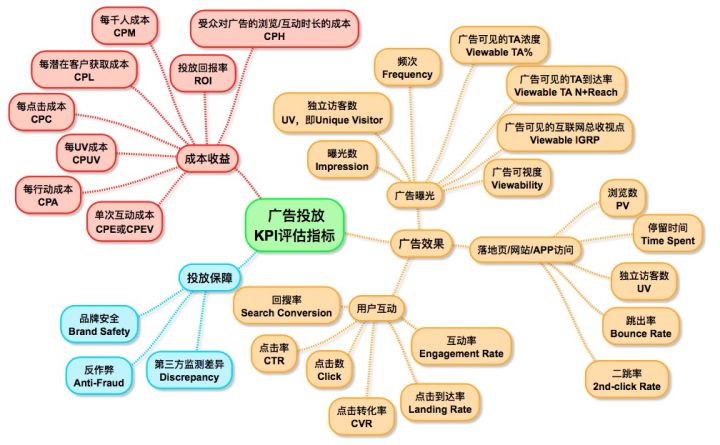 每千人成本
CPM
受众对广告的浏览/互动时长的成本
CPH
每潜在客户获取成本
CPL
投放回报率
ROI
每点击成本
CPC
每UV成本
CPUV
成本收益
每行动成本
CPA
单次互动成本
CPE或CPEV
广告投放
KPI评估指标
投放保障
品牌安全
Brand Safety
反作弊
Anti-Fraud
第三方监测差异
Discrepancy
广告效果
广告曝光
频次
Frequency
广告可见的TA浓度
Viewable TA%
独立访客数
UV，即Unique Visitor
广告可见的TA到达率
Viewable TA N+Reach
曝光数
Impression
广告可见的互联网总收视点
Viewable iGRP
广告可视度
Viewability
落地页/网站/APP访问
浏览数
PV
停留时间
Time Spent
独立访客数
UV
跳出率
Bounce Rate
二跳率
2nd-click Rate
用户互动
回搜率
Search Conversion
点击率
CTR
点击数
Click
点击转化率
CVR
点击到达率
Landing Rate
互动率
Engagement Rate